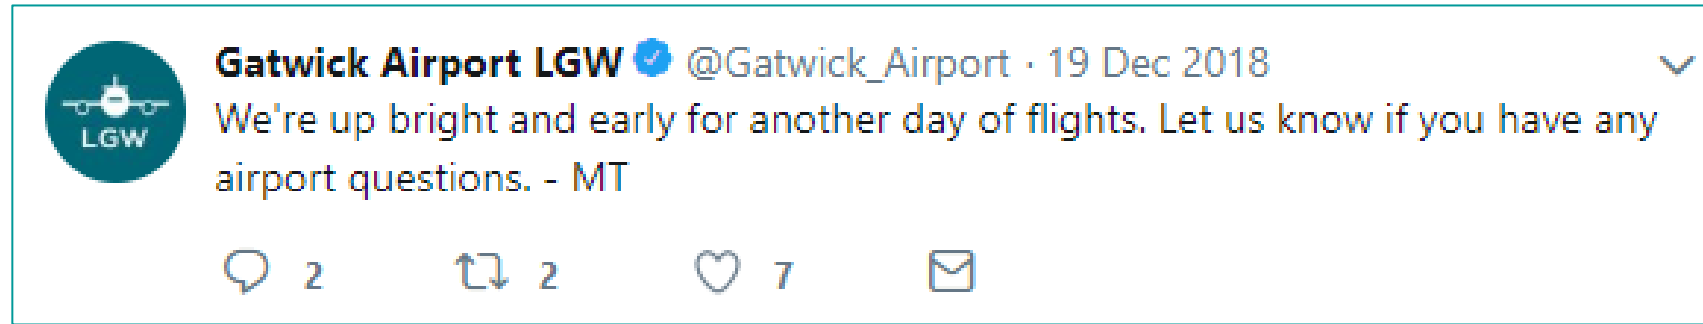 Gatwick Airport LGW @Gatwick_Airport · 19 Dec 2018
We're up bright and early for another day of flights. Let us know if you have any
airport questions. - MT
LGW
2 2 7